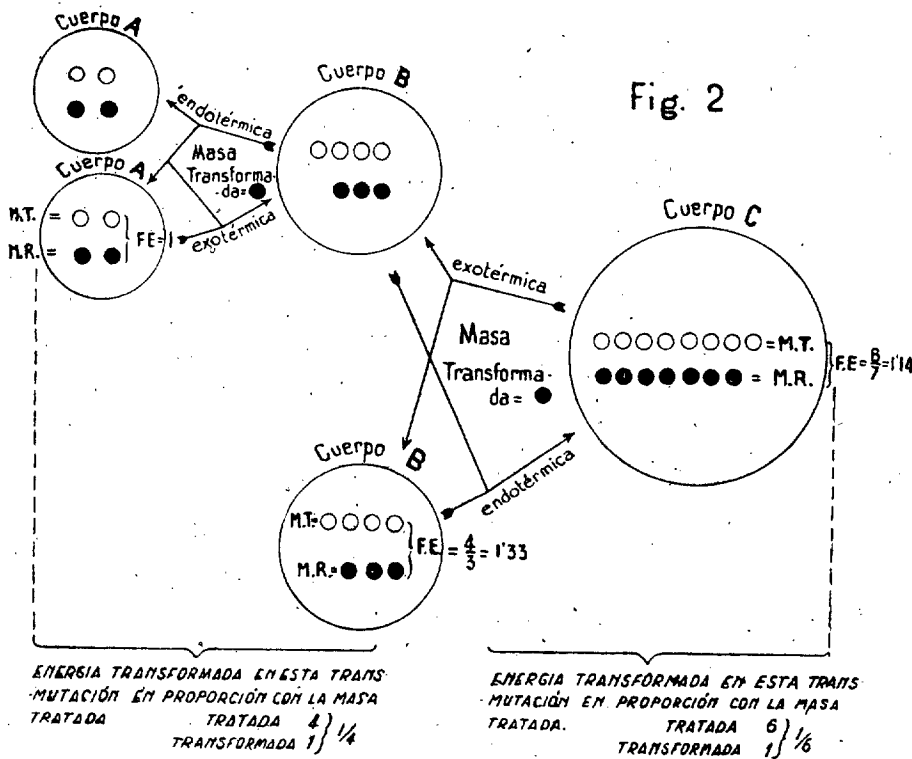 Fig. 2
Cuerpo A
Cuerpo B
endotérmica
Masa
Transforma-
-da=
exotérmica
Cuerpo A
M.T. =
M.R. =
FE=1
Cuerpo C
exotérmica
Masa
Transforma-
da=
endotérmica
=M.T.
= M.R.
F.E=8/7=1'14
Cuerpo B
M.T.=
M.R.=
F.E. = 4/3 = 1'33
ENERGIA TRANSFORMADA EN ESTA TRANS-
-MUTACIÓN EN PROPORCIÓN CON LA MASA
TRATADA TRATADA 4
TRANSFORMADA 1 } 1/4
ENERGIA TRANSFORMADA EN ESTA TRANS-
-MUTACIÓN EN PROPORCIÓN CON LA MASA
TRATADA. TRATADA 6
TRANSFORMADA 1 } 1/6